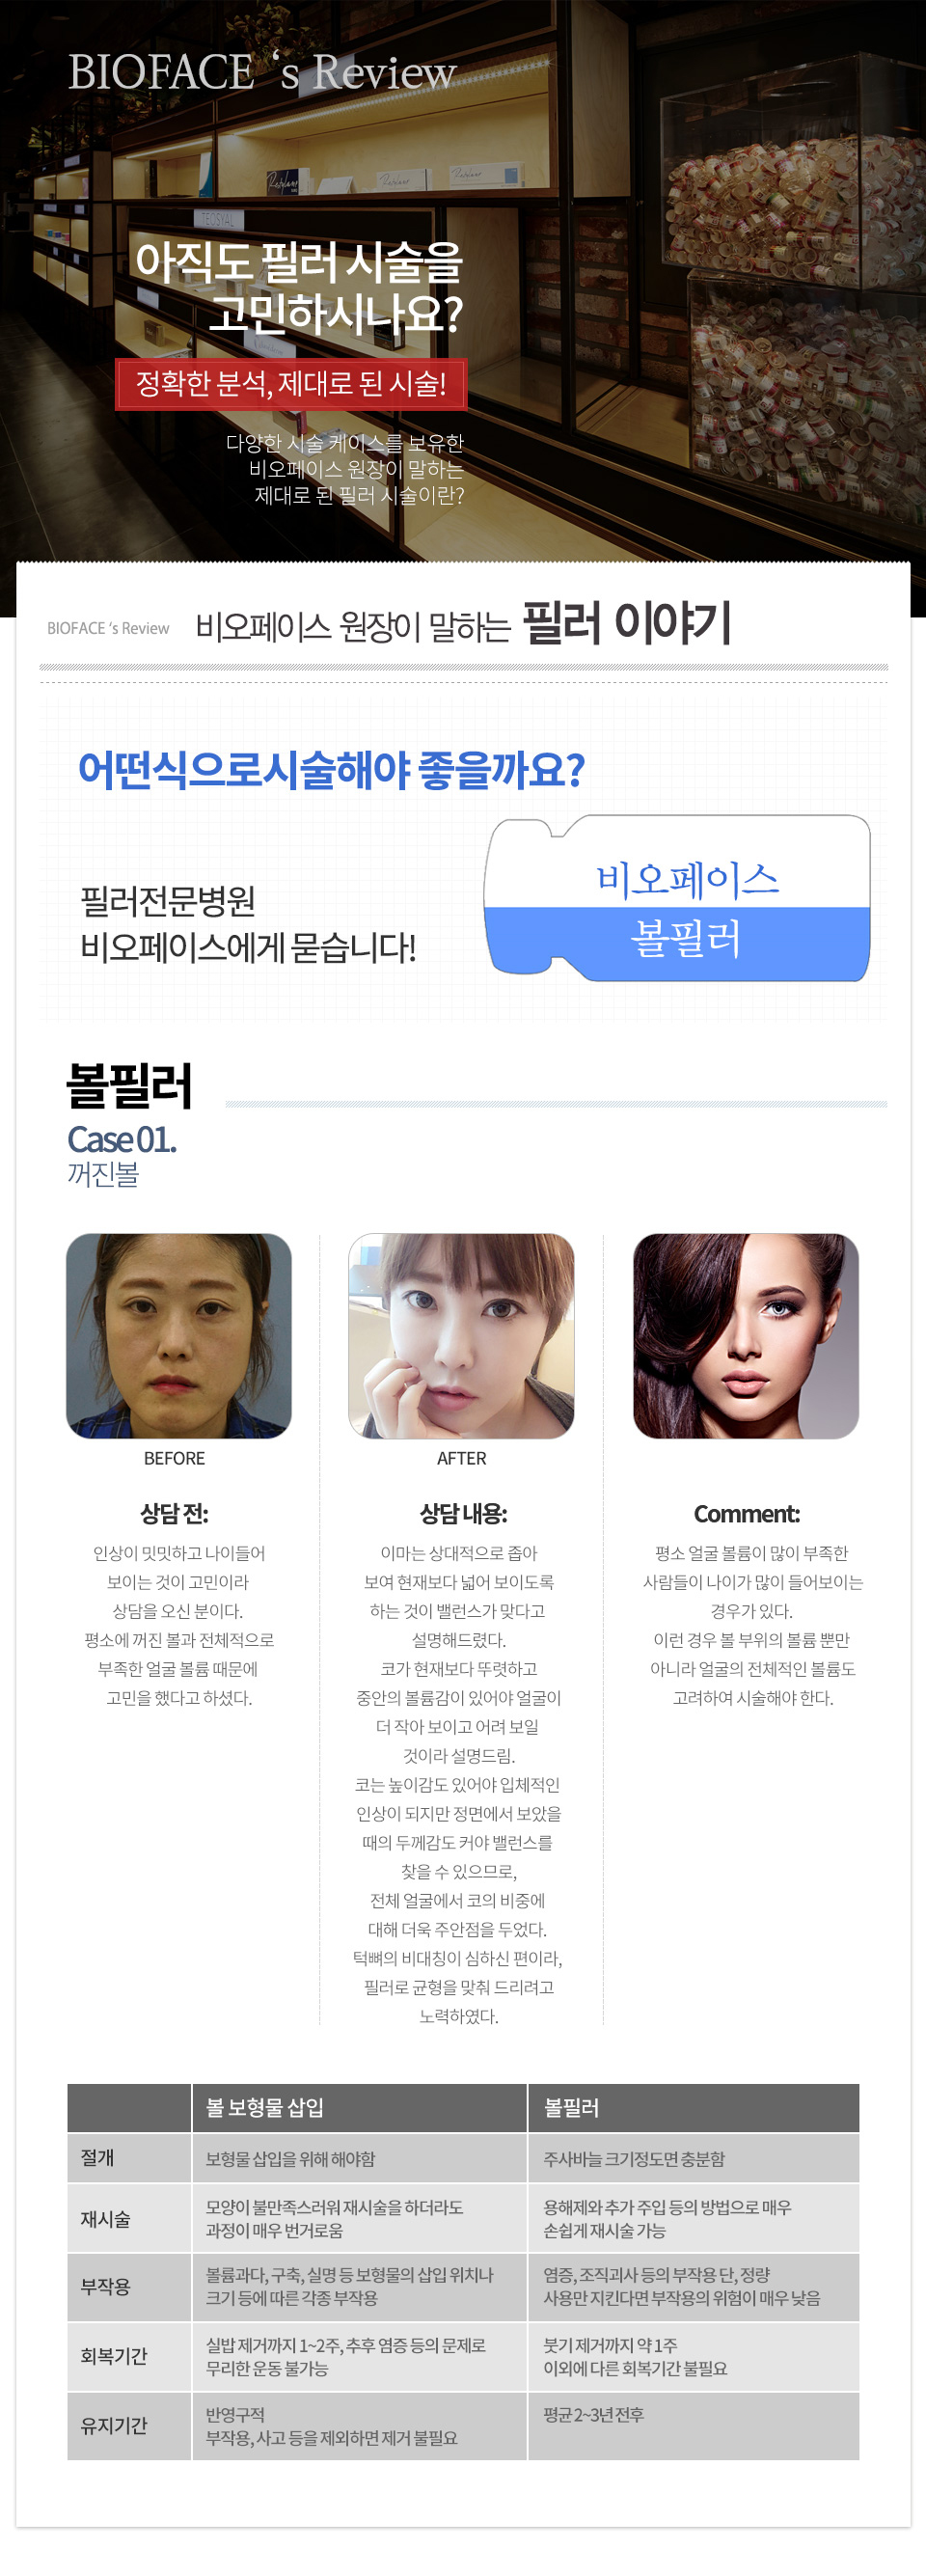 BIOFACE ‘s Review
TEOSYAL
Restylane
Restylane
아직도 필러 시술을
고민하시나요?
정확한 분석, 제대로 된 시술!
다양한 시술 케이스를 보유한
비오페이스 원장이 말하는
제대로 된 필러 시술이란?
BIOFACE ‘s Review 비오페이스 원장이 말하는 필러 이야기
어떤식으로시술해야 좋을까요?
필러전문병원
비오페이스에게 묻습니다!
비오페이스
볼필러
볼필러
Case 01.
꺼진볼
BEFORE
AFTER
상담 전:
인상이 밋밋하고 나이들어
보이는 것이 고민이라
상담을 오신 분이다.
평소에 꺼진 볼과 전체적으로
부족한 얼굴 볼륨 때문에
고민을 했다고 하셨다.
상담 내용:
이마는 상대적으로 좁아
보여 현재보다 넓어 보이도록
하는 것이 밸런스가 맞다고
설명해드렸다.
코가 현재보다 뚜렷하고
중안의 볼륨감이 있어야 얼굴이
더 작아 보이고 어려 보일
것이라 설명드림.
코는 높이감도 있어야 입체적인
인상이 되지만 정면에서 보았을
때의 두께감도 커야 밸런스를
찾을 수 있으므로,
전체 얼굴에서 코의 비중에
대해 더욱 주안점을 두었다.
턱뼈의 비대칭이 심하신 편이라,
필러로 균형을 맞춰 드리려고
노력하였다.
Comment:
평소 얼굴 볼륨이 많이 부족한
사람들이 나이가 많이 들어보이는
경우가 있다.
이런 경우 볼 부위의 볼륨 뿐만
아니라 얼굴의 전체적인 볼륨도
고려하여 시술해야 한다.
볼 보형물 삽입 볼필러
절개 보형물 삽입을 위해 해야함 주사바늘 크기정도면 충분함
재시술
모양이 불만족스러워 재시술을 하더라도
과정이 매우 번거로움
용해제와 추가 주입 등의 방법으로 매우
손쉽게 재시술 가능
부작용
볼륨과다, 구축, 실명 등 보형물의 삽입 위치나
크기 등에 따른 각종 부작용
염증, 조직괴사 등의 부작용 단, 정량
사용만 지킨다면 부작용의 위험이 매우 낮음
회복기간
실밥 제거까지 1~2주, 추후 염증 등의 문제로
무리한 운동 불가능
붓기 제거까지 약 1주
이외에 다른 회복기간 불필요
유지기간
반영구적
부작용, 사고 등을 제외하면 제거 불필요
평균 2~3년 전후